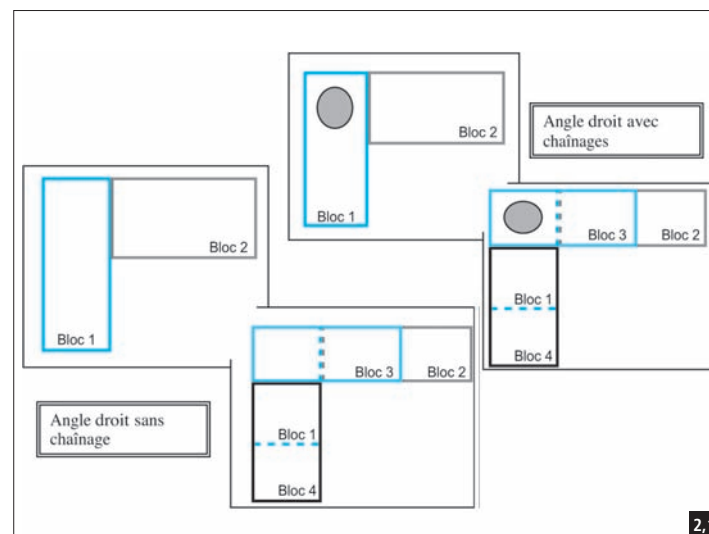 Bloc 2
Bloc 1
Angle droit avec
chaînages
Bloc 3
Bloc 2
Bloc 1
Bloc 4
Bloc 2
Bloc 1
Bloc 3
Bloc 2
Bloc 1
Bloc 4
Angle droit sans
chaînage